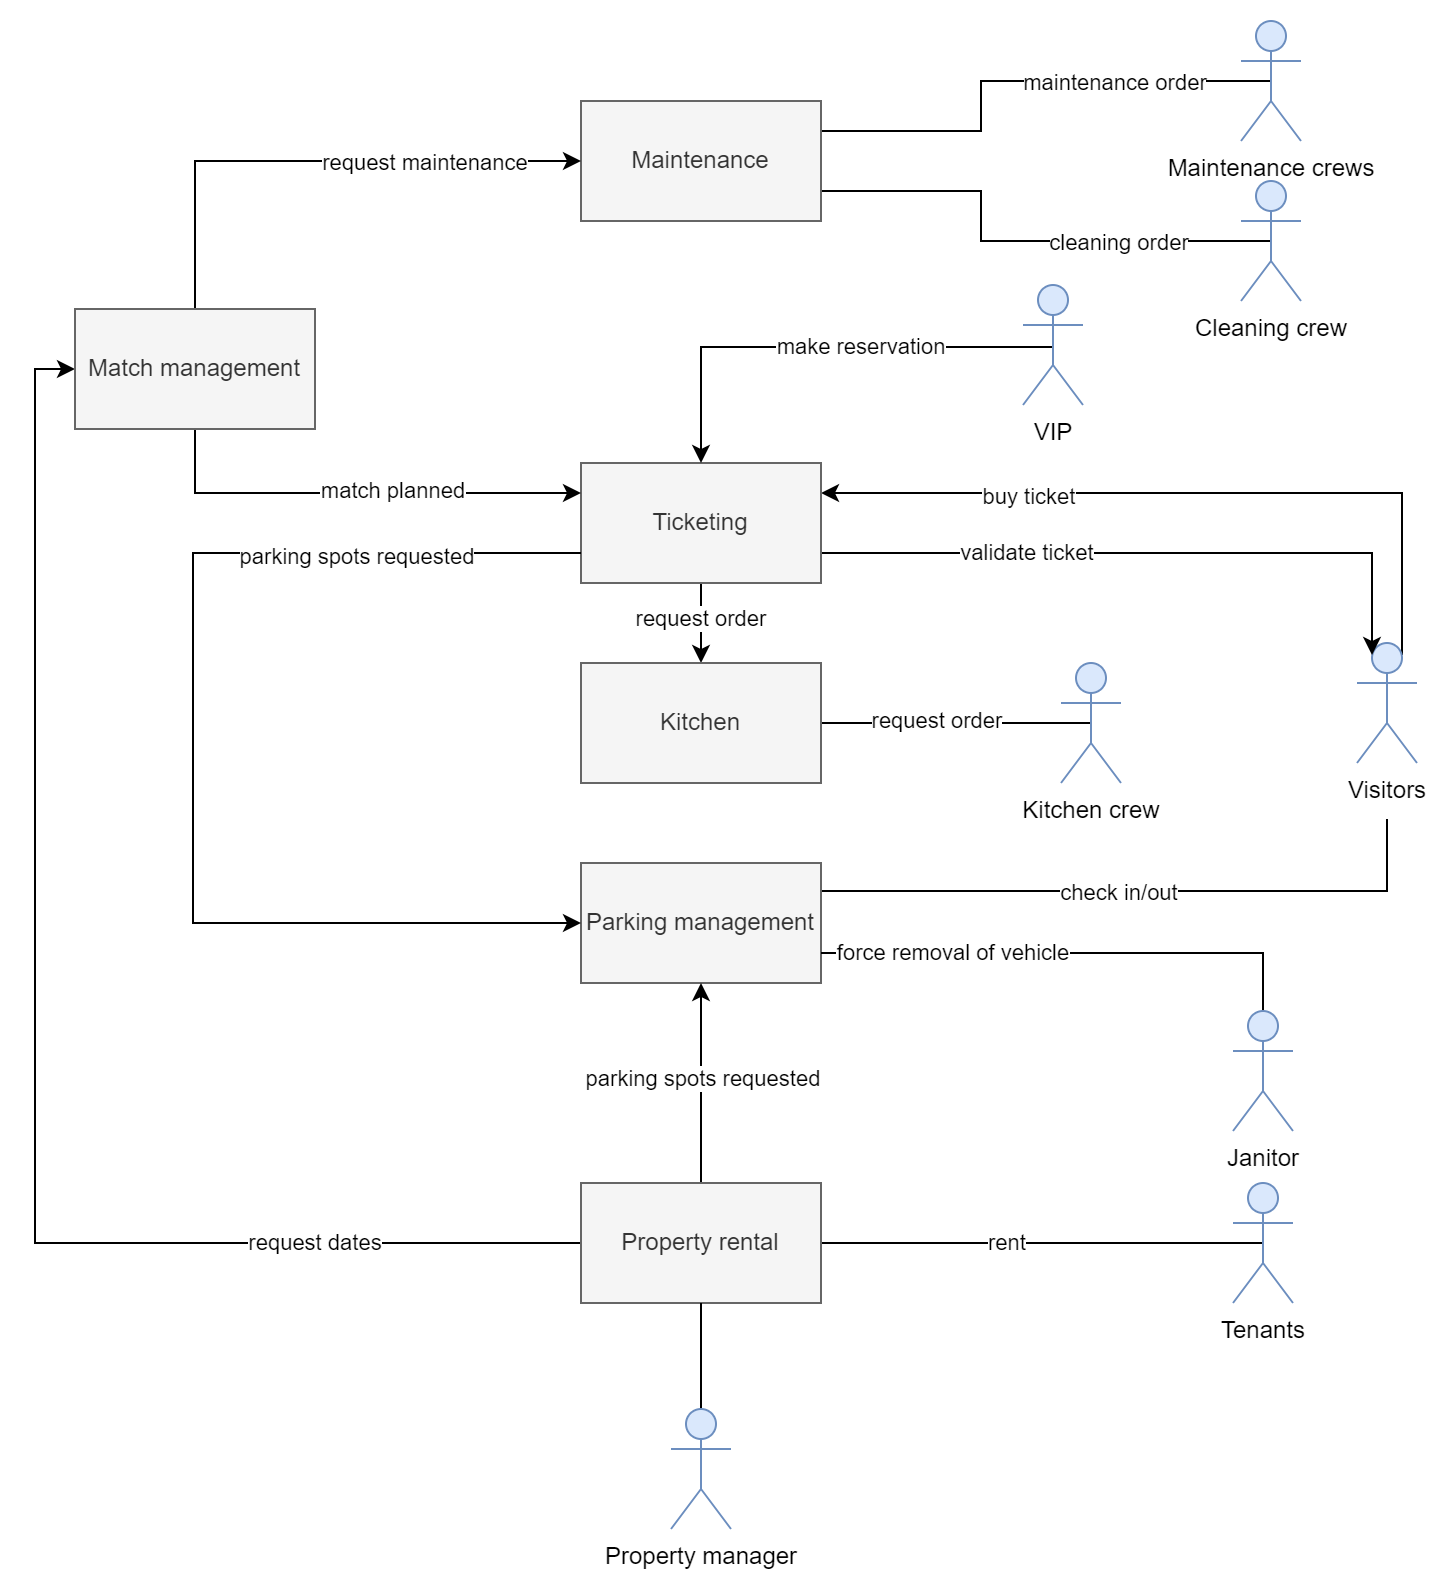 maintenance order
Maintenance
request maintenance
Maintenance crews
cleaning order
Cleaning crew
make reservation
Match management
VIP
match planned
buy ticket
Ticketing
parking spots requested
validate ticket
request order
Kitchen
request order
Visitors
Kitchen crew
check in/out
Parking management
force removal of vehicle
parking spots requested
Janitor
request dates
Property rental
rent
Tenants
Property manager